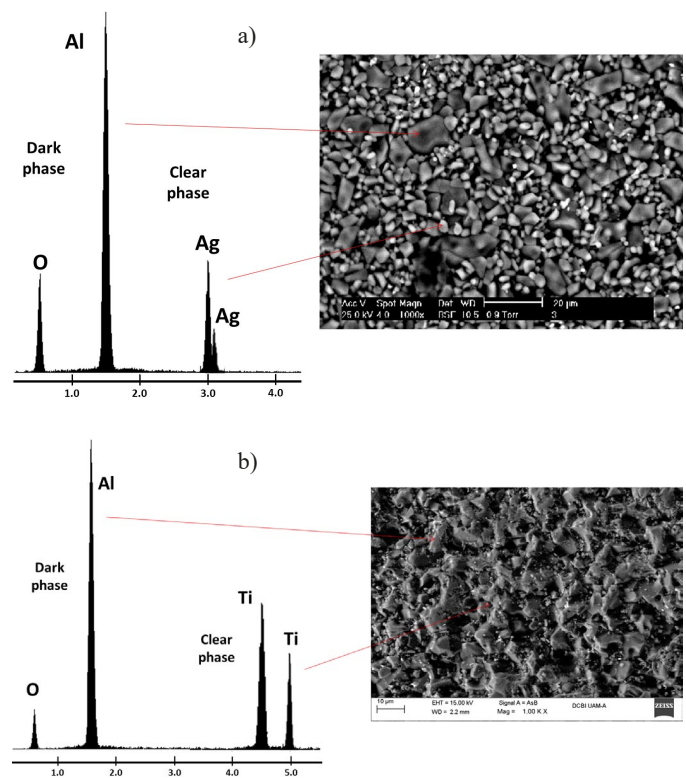 a)
Al
Dark
phase
Clear
phase
O
Ag
Ag
1.0 2.0 3.0 4.0
Acc.V Spot Magn Det WD 20 µm
25.0 kV 4.0 1000x BSE 10.5 0.9 Torr 3
b)
Al
Dark
phase
Ti
Clear
phase
Ti
O
1.0 2.0 3.0 4.0 5.0
10 µm EHT = 15.00 kV Signal A = AsB DCBI UAM-A ZEISS
WD = 2.2 mm Mag = 1.00 K X